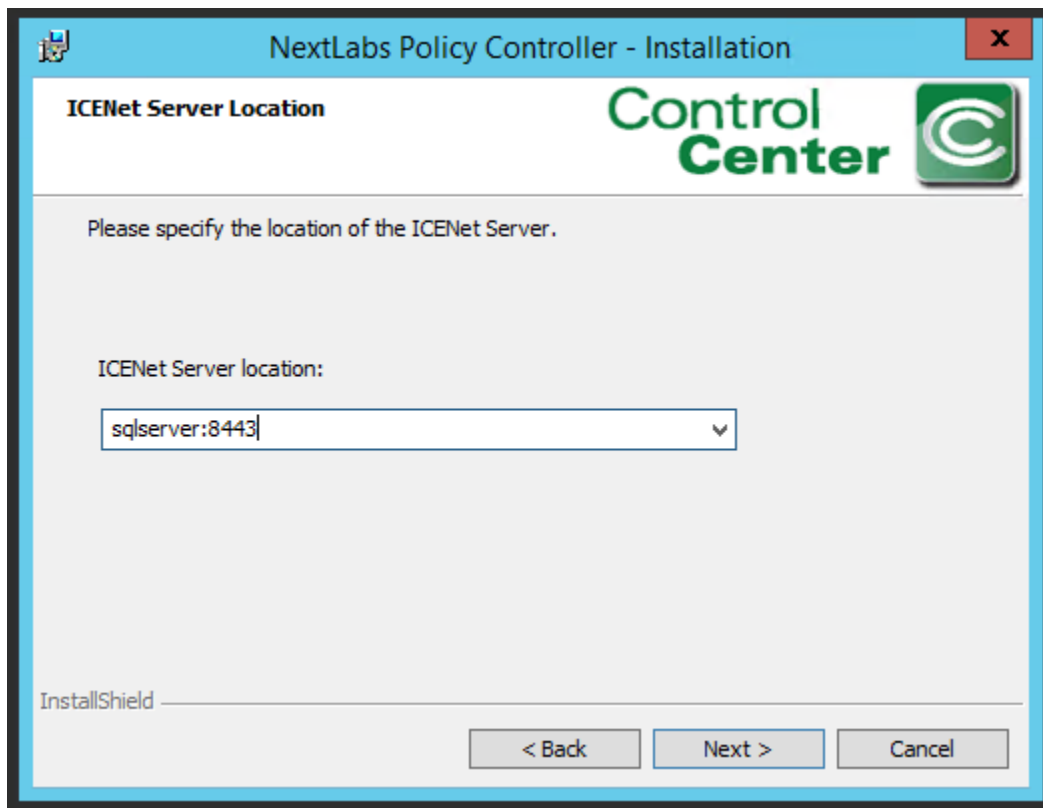 NextLabs Policy Controller - Installation
x
ICENet Server Location
Control
Center
Please specify the location of the ICENet Server.
ICENet Server location:
sqlserver:8443
InstallShield
< Back
Next >
Cancel